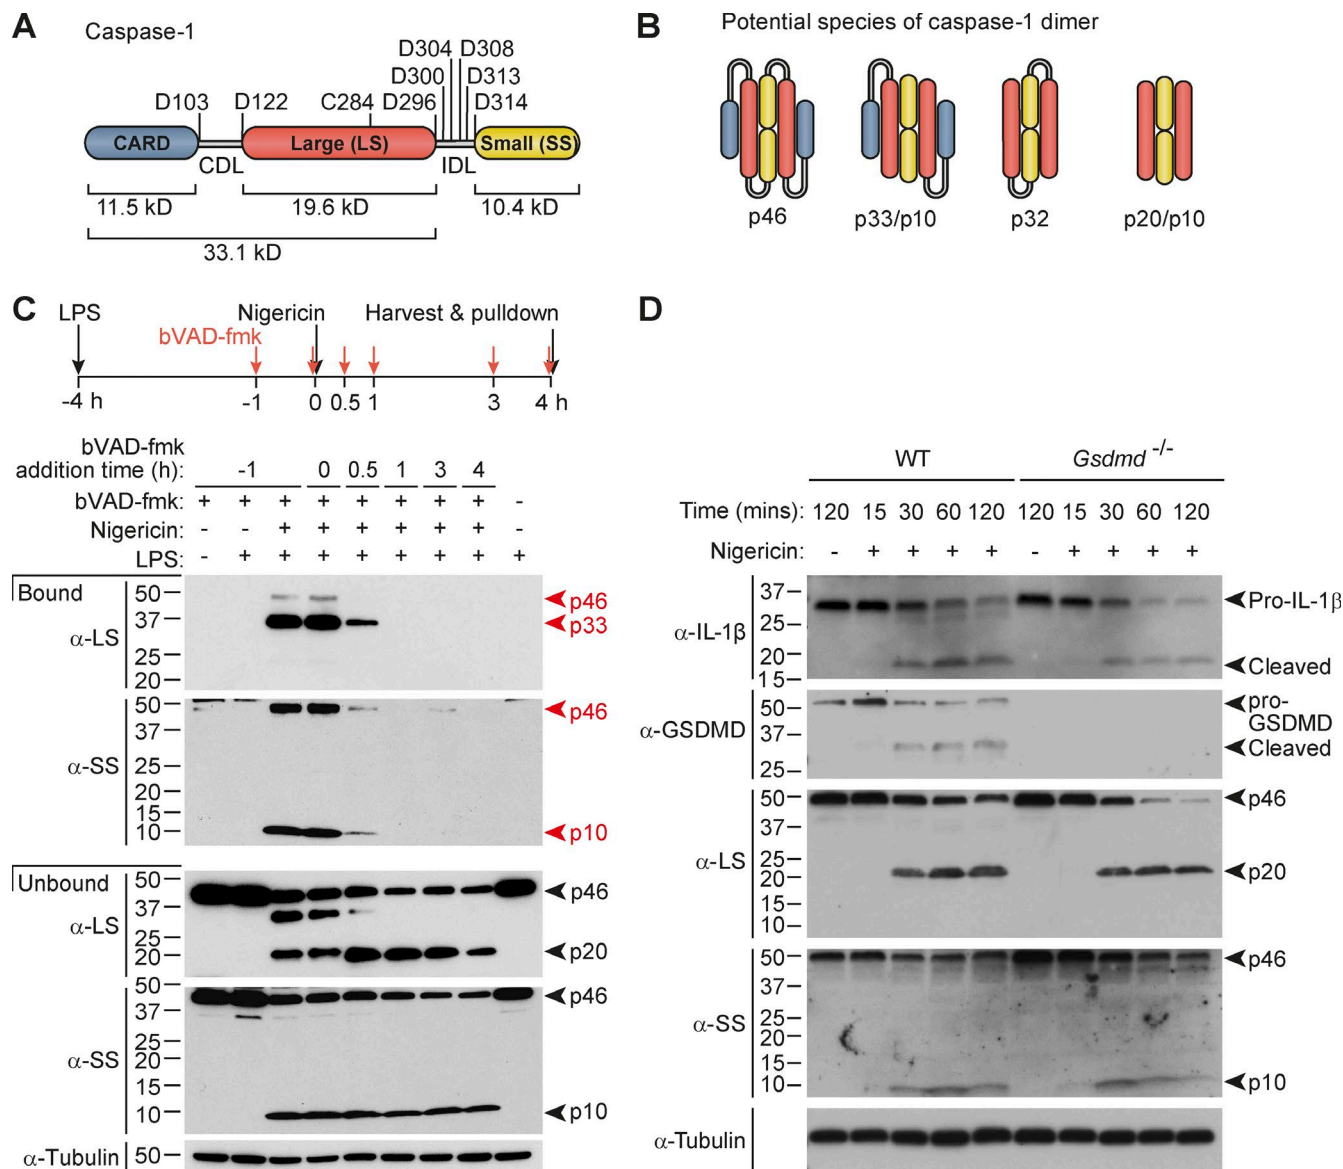 A
Caspase-1
D304 D308
D300 D313
D103 D122 C284 D296 D314
CARD
Large (LS)
Small (SS)
CDL
IDL
11.5 kD
19.6 kD
10.4 kD
33.1 kD
B
Potential species of caspase-1 dimer
p46
p33/p10
p32
p20/p10
C
LPS
Nigericin
Harvest & pulldown
bVAD-fmk
-4 h
-1
0
0.5
1
3
4 h
bVAD-fmk
addition time (h): -1 0 0.5 1 3 4
bVAD-fmk: + + + + + + + + -
Nigericin: - - + + + + + + -
LPS: - + + + + + + + +
Bound
α-LS
50
37
25
20
p46
p33
α-SS
50
37
25
20
15
10
p46
p10
Unbound
α-LS
50
37
25
20
p46
p20
α-SS
50
37
25
20
15
10
p46
p10
α-Tubulin
50
D
WT
Gsdmd -/-
Time (mins): 120 15 30 60 120 120 15 30 60 120
Nigericin: - + + + + - + + + +
α-IL-1β
37
25
20
15
Pro-IL-1β
Cleaved
α-GSDMD
50
37
25
pro-
GSDMD
Cleaved
α-LS
50
37
25
20
15
10
p46
p20
α-SS
50
37
25
20
15
10
p46
p10
α-Tubulin